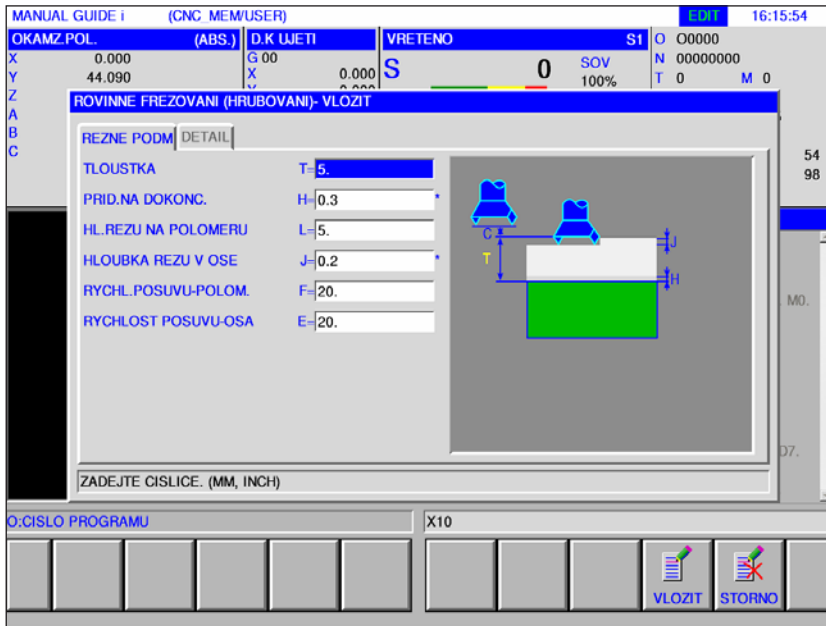 MANUAL GUIDE i (CNC_MEM/USER) EDIT 16:15:54
OKAMZ.POL. (ABS.) D.K UJETI VRETENO S1 O O0000
X 0.000 G 00 N 00000000
Y 44.090 X 0.000 S 0 SOV 100% T 0 M 0
Z
A
B
C
54
98
ROVINNE FREZOVANI (HRUBOVANI)- VLOZIT
REZNE PODM DETAIL
TLOUSTKA T=5.
PRID.NA DOKONC. H=0.3 *
HL.REZU NA POLOMERU L=5.
HLOUBKA REZU V OSE J=0.2 *
RYCHL.POSUVU-POLOM. F=20.
RYCHLOST POSUVU-OSA E=20.
C
T
J
H
M0.
D7.
ZADEJTE CISLICE. (MM, INCH)
O:CISLO PROGRAMU X10
VLOZIT STORNO